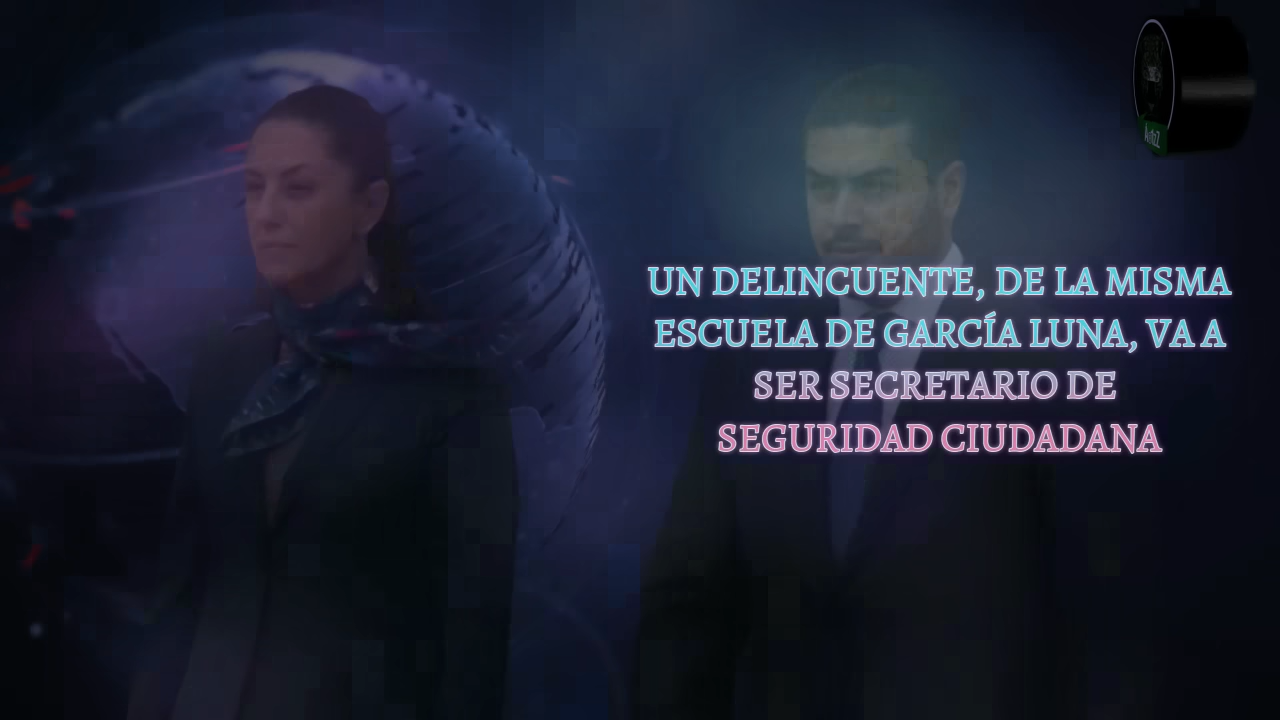 UN DELINCUENTE, DE LA MISMA
ESCUELA DE GARCÍA LUNA, VA A
SER SECRETARIO DE
SEGURIDAD CIUDADANA